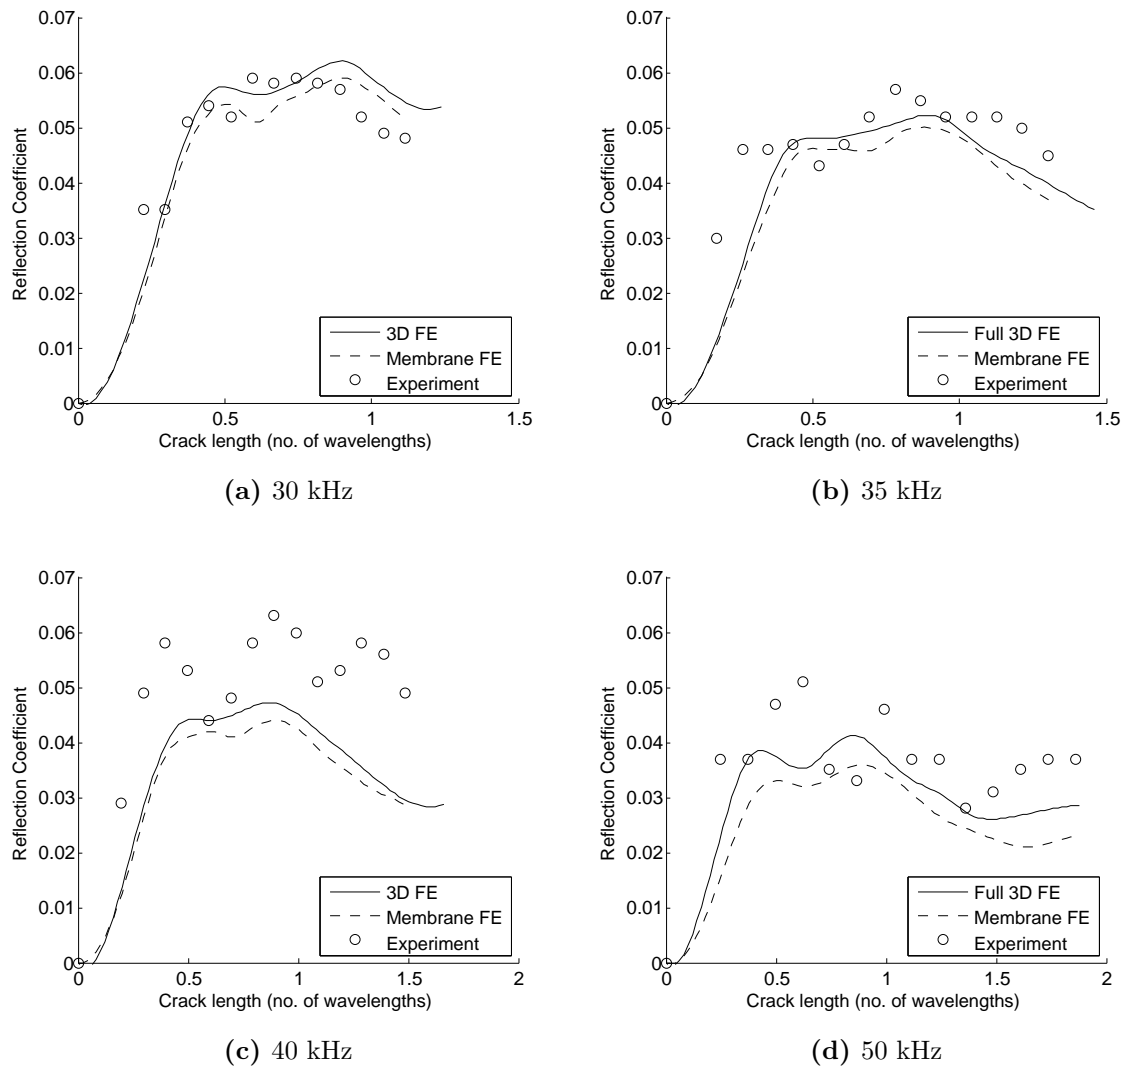 0.07
0.06
0.05
0.04
0.03
0.02
0.01
0
Reflection Coefficient
3D FE
Membrane FE
Experiment
0 0.5 1 1.5
Crack length (no. of wavelengths)
(a) 30 kHz
0.07
0.06
0.05
0.04
0.03
0.02
0.01
0
Reflection Coefficient
Full 3D FE
Membrane FE
Experiment
0 0.5 1 1.5
Crack length (no. of wavelengths)
(b) 35 kHz
0.07
0.06
0.05
0.04
0.03
0.02
0.01
0
Reflection Coefficient
3D FE
Membrane FE
Experiment
0 0.5 1 1.5 2
Crack length (no. of wavelengths)
(c) 40 kHz
0.07
0.06
0.05
0.04
0.03
0.02
0.01
0
Reflection Coefficient
Full 3D FE
Membrane FE
Experiment
0 0.5 1 1.5 2
Crack length (no. of wavelengths)
(d) 50 kHz